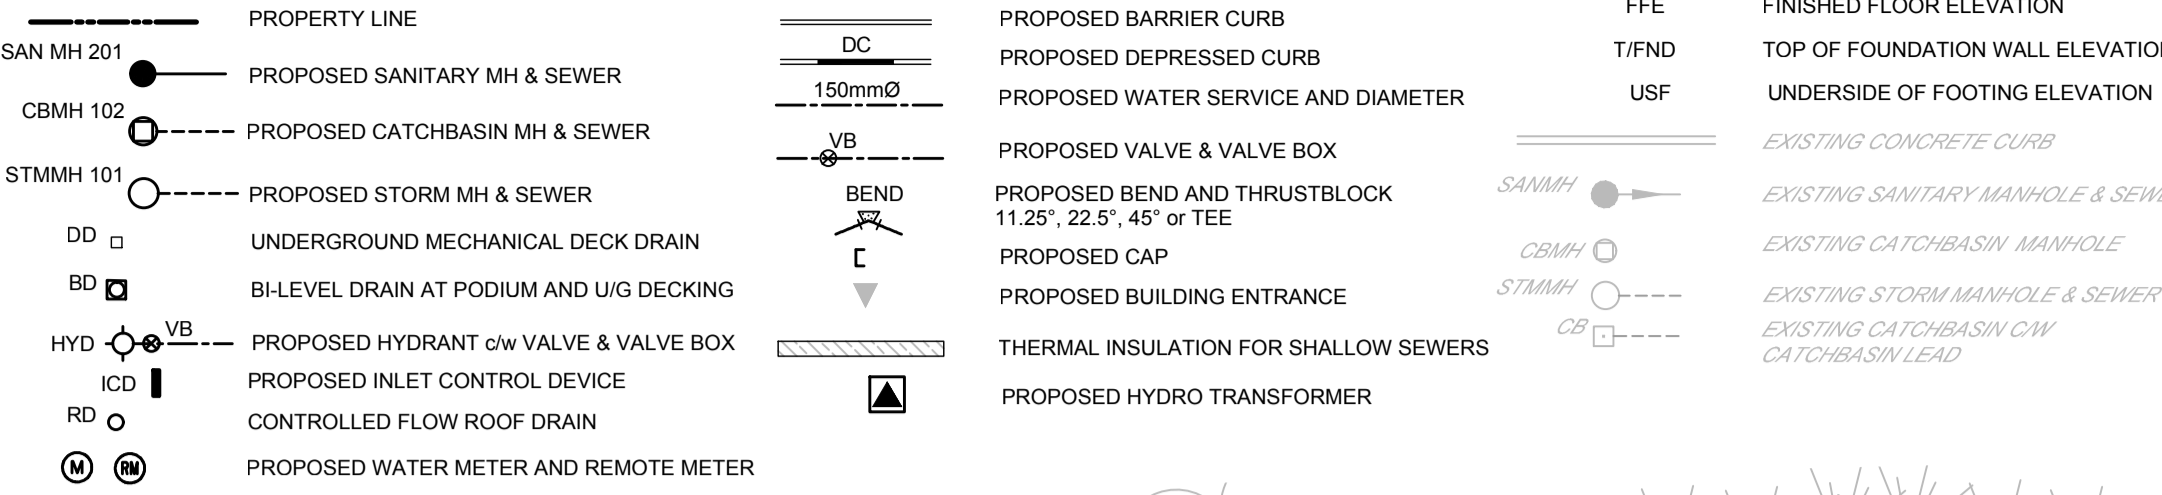 PROPERTY LINE
SAN MH 201
PROPOSED SANITARY MH & SEWER
CBMH 102
PROPOSED CATCHBASIN MH & SEWER
STMMH 101
PROPOSED STORM MH & SEWER
DD
UNDERGROUND MECHANICAL DECK DRAIN
BD
BI-LEVEL DRAIN AT PODIUM AND U/G DECKING
HYD
VB
PROPOSED HYDRANT c/w VALVE & VALVE BOX
ICD
PROPOSED INLET CONTROL DEVICE
RD
CONTROLLED FLOW ROOF DRAIN
M
RM
PROPOSED WATER METER AND REMOTE METER
PROPOSED BARRIER CURB
DC
PROPOSED DEPRESSED CURB
150mmØ
PROPOSED WATER SERVICE AND DIAMETER
VB
PROPOSED VALVE & VALVE BOX
BEND
PROPOSED BEND AND THRUSTBLOCK
11.25°, 22.5°, 45° or TEE
PROPOSED CAP
PROPOSED BUILDING ENTRANCE
THERMAL INSULATION FOR SHALLOW SEWERS
PROPOSED HYDRO TRANSFORMER
FFE
FINISHED FLOOR ELEVATION
T/FND
TOP OF FOUNDATION WALL ELEVATION
USF
UNDERSIDE OF FOOTING ELEVATION
EXISTING CONCRETE CURB
SANMH
EXISTING SANITARY MANHOLE & SEWE
CBMH
EXISTING CATCHBASIN MANHOLE
STMMH
EXISTING STORM MANHOLE & SEWER
CB
EXISTING CATCHBASIN C/W
CATCHBASIN LEAD